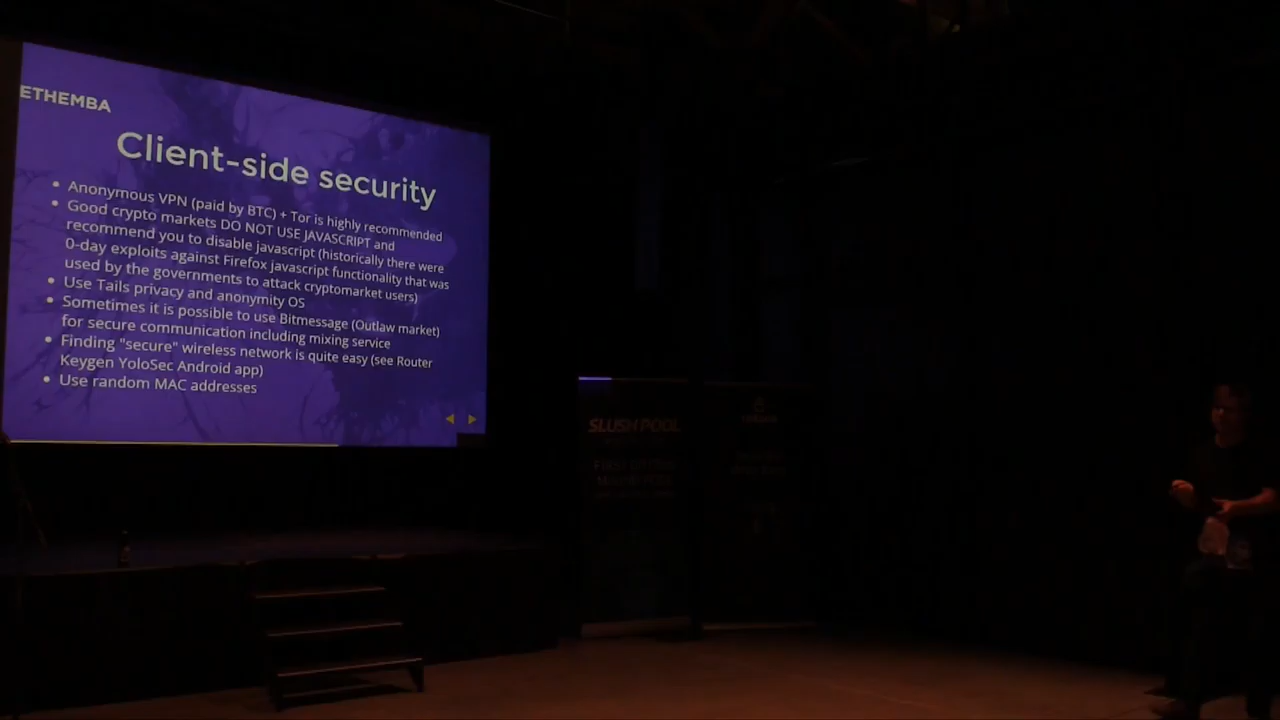 ETHEMBA
Client-side security
• Anonymous VPN (paid by BTC) + Tor is highly recommended
• Good crypto markets DO NOT USE JAVASCRIPT and
recommend you to disable javascript (historically there were
0-day exploits against Firefox javascript functionality that was
used by the governments to attack cryptomarket users)
• Use Tails privacy and anonymity OS
• Sometimes it is possible to use Bitmessage (Outlaw market)
for secure communication including mixing service
• Finding "secure" wireless network is quite easy (see Router
Keygen YoloSec Android app)
• Use random MAC addresses
SLUSH POOL